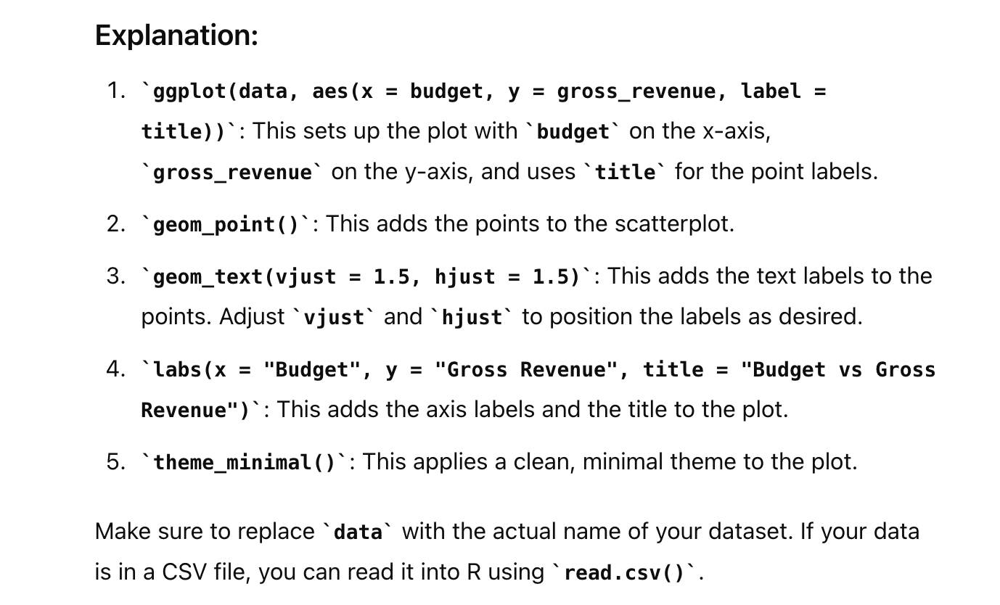 Explanation:
1. `ggplot(data, aes(x = budget, y = gross_revenue, label =
title))`: This sets up the plot with `budget` on the x-axis,
`gross_revenue` on the y-axis, and uses `title` for the point labels.
2. `geom_point()`: This adds the points to the scatterplot.
3. `geom_text(vjust = 1.5, hjust = 1.5)`: This adds the text labels to the
points. Adjust `vjust` and `hjust` to position the labels as desired.
4. `labs(x = "Budget", y = "Gross Revenue", title = "Budget vs Gross
Revenue")`: This adds the axis labels and the title to the plot.
5. `theme_minimal()`: This applies a clean, minimal theme to the plot.
Make sure to replace `data` with the actual name of your dataset. If your data
is in a CSV file, you can read it into R using `read.csv()`.